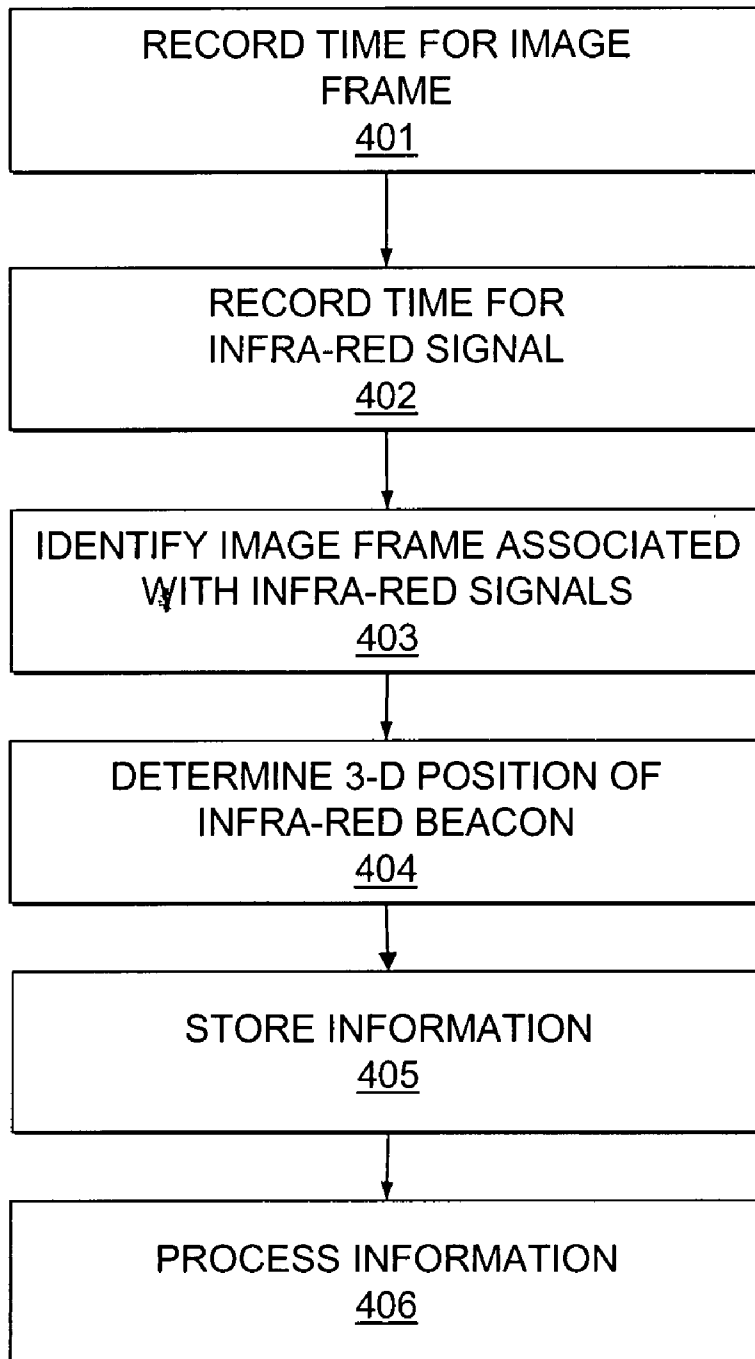 RECORD TIME FOR IMAGE
FRAME
401
RECORD TIME FOR
INFRA-RED SIGNAL
402
IDENTIFY IMAGE FRAME ASSOCIATED
WITH INFRA-RED SIGNALS
403
DETERMINE 3-D POSITION OF
INFRA-RED BEACON
404
STORE INFORMATION
405
PROCESS INFORMATION
406